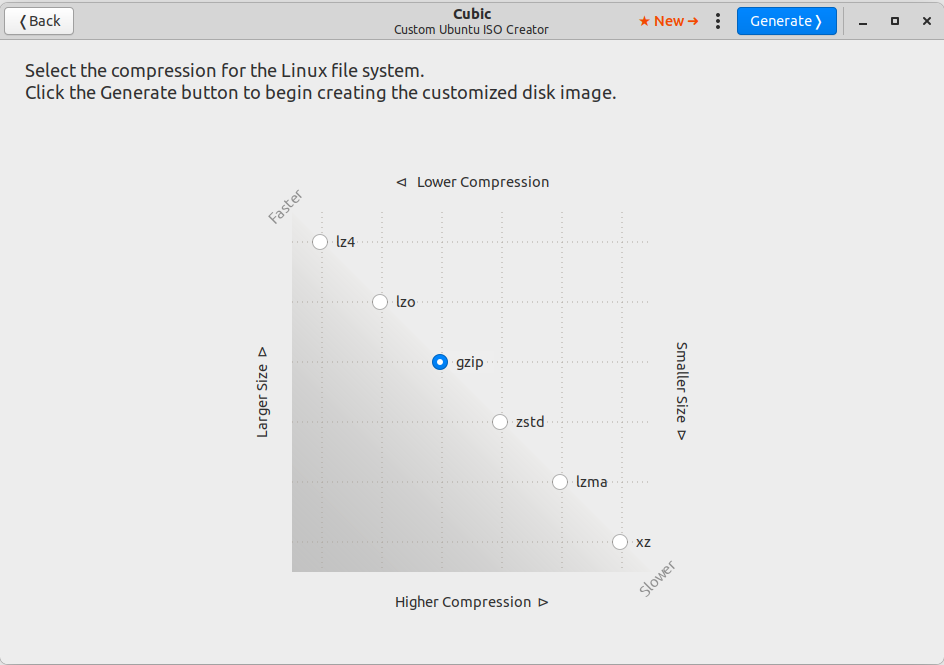 ❬Back
Cubic
Custom Ubuntu ISO Creator
★ New →
Generate❭
Select the compression for the Linux file system.
Click the Generate button to begin creating the customized disk image.
⊲ Lower Compression
Faster
lz4
lzo
gzip
zstd
lzma
xz
Larger Size ⊳
Smaller Size ⊳
Slower
Higher Compression ⊳